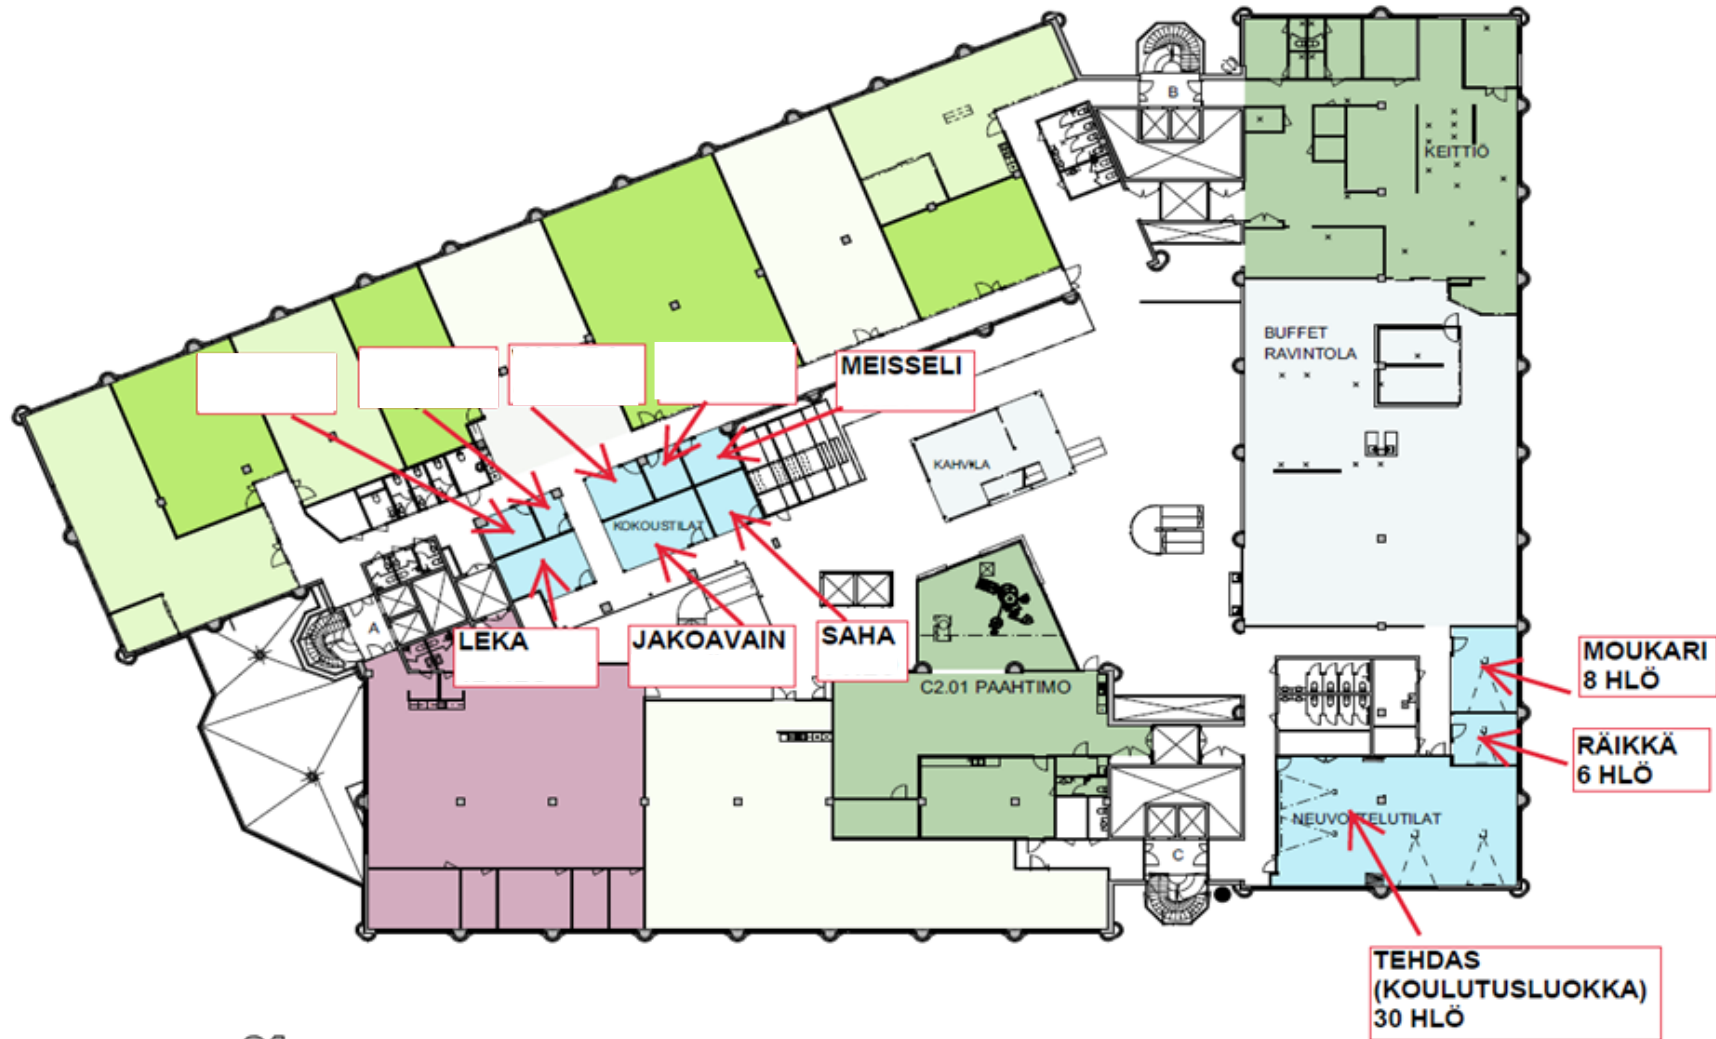 B
KEITTIÖ
BUFFET
RAVINTOLA
MEISSELI
KAHVILA
KOKOUSTILAT
A
LEKA
JAKOAVAIN
SAHA
MOUKARI
8 HLÖ
C2.01 PAAHTIMO
RÄIKKÄ
6 HLÖ
NEUVOTTELUTILAT
C
TEHDAS
(KOULUTUSLUOKKA)
30 HLÖ